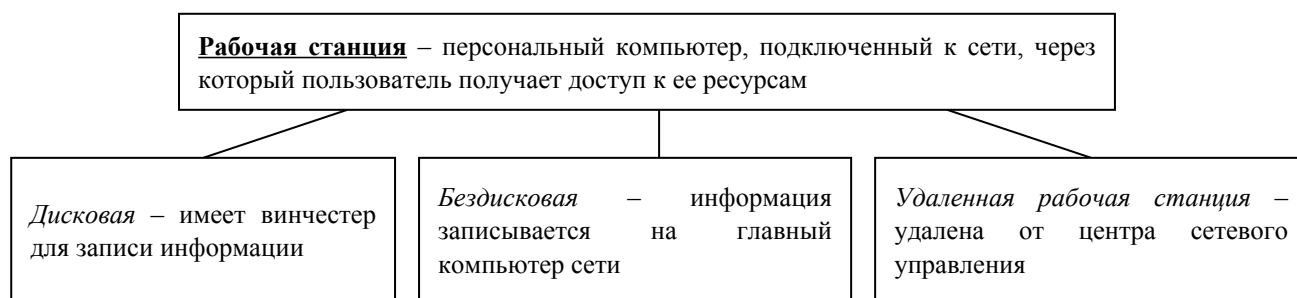 Рабочая станция – персональный компьютер, подключенный к сети, через
который пользователь получает доступ к ее ресурсам
Дисковая – имеет винчестер
для записи информации
Бездисковая – информация
записывается на главный
компьютер сети
Удаленная рабочая станция –
удалена от центра сетевого
управления